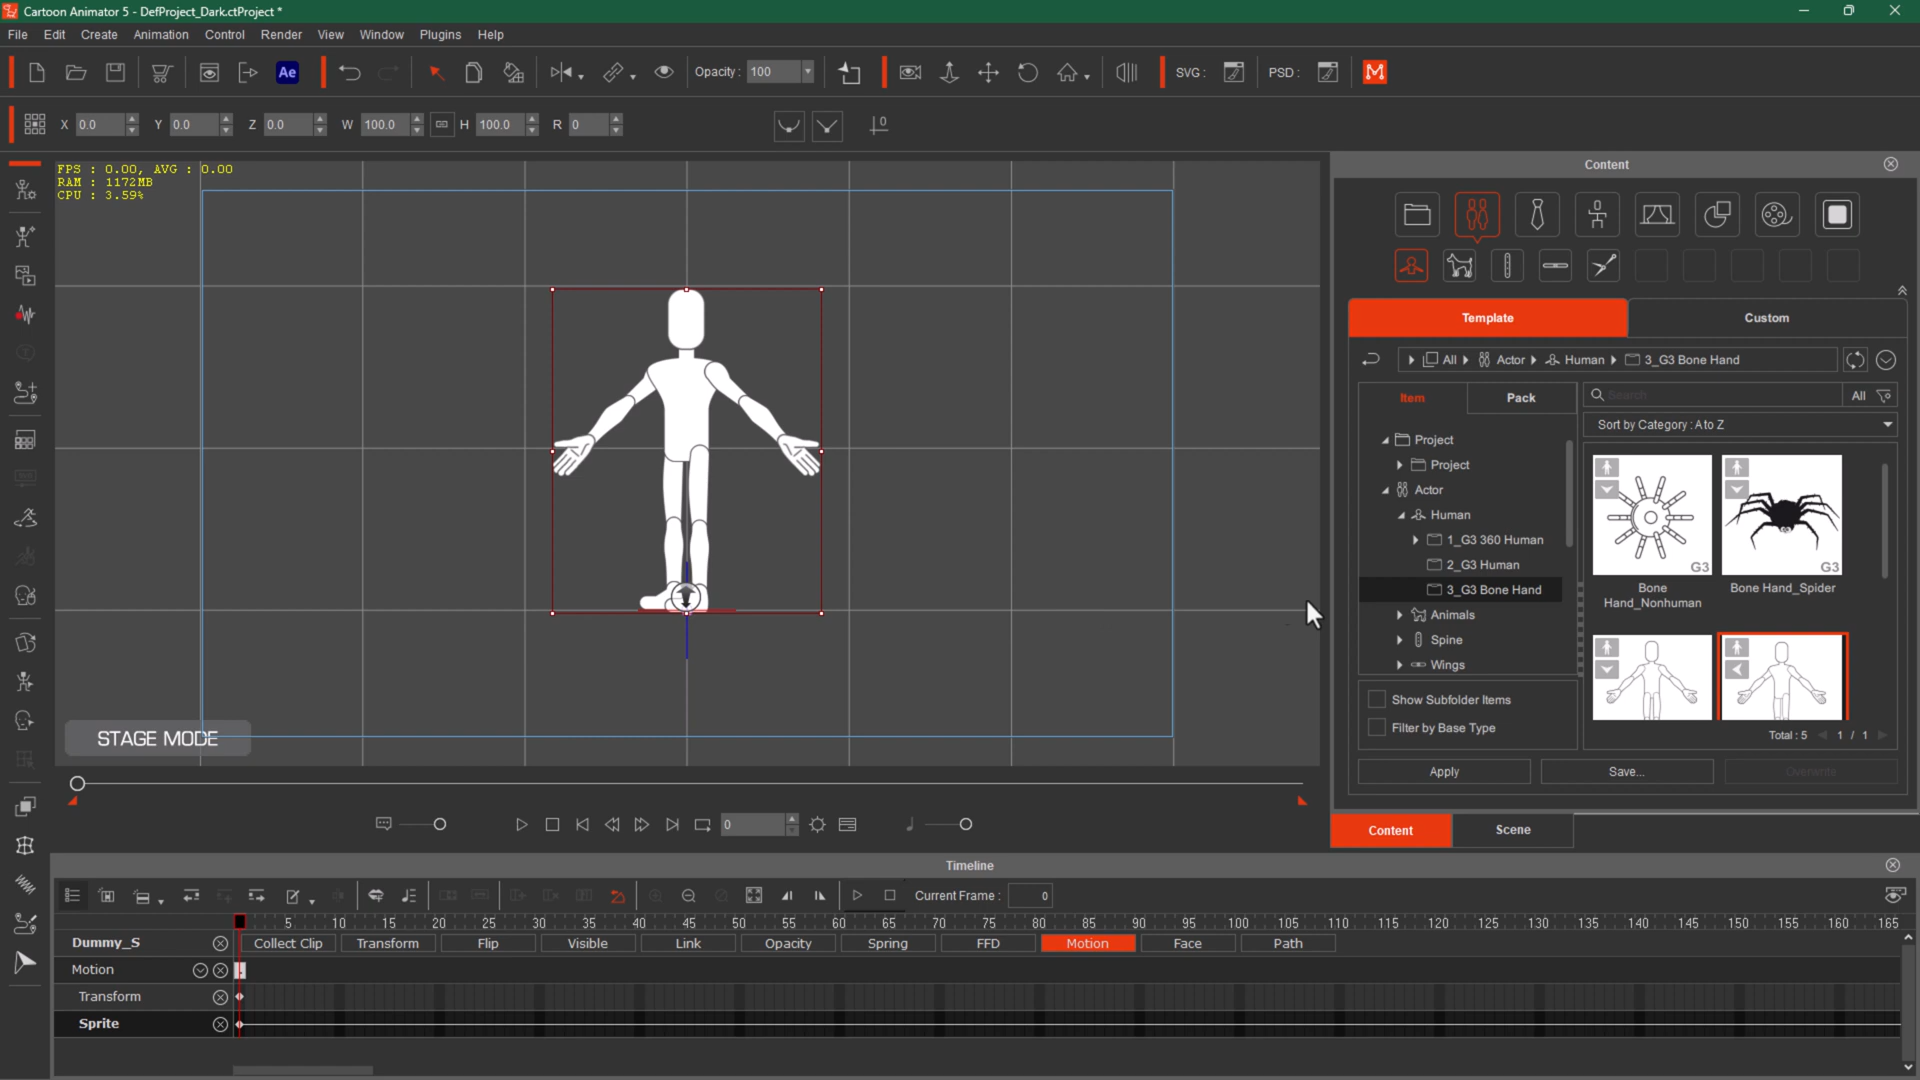 Cartoon Animator 5 - DefProject_Dark.ctProject *
File Edit Create Animation Control Render View Window Plugins Help
Ae Opacity : 100 SVG : PSD :
X 0.0 Y 0.0 Z 0.0 W 100.0 H 100.0 R 0
FPS : 0.00, AVG : 0.00
RAM : 1172MB
CPU : 3.59%
STAGE MODE
0
Content
Template Custom
All Actor Human 3_G3 Bone Hand
Item Pack
Search All
Sort by Category : A to Z
Project
Project
Actor
Human
1_G3 360 Human
2_G3 Human
3_G3 Bone Hand
Animals
Spine
Wings
G3 G3
Bone Hand_Nonhuman
Bone Hand_Spider
Show Subfolder Items
Filter by Base Type
Total : 5 1 / 1
Apply Save... Overwrite
Content Scene
Timeline
Current Frame : 0
5 10 15 20 25 30 35 40 45 50 55 60 65 70 75 80 85 90 95 100 105 110 115 120 125 130 135 140 145 150 155 160 165
Dummy_S Collect Clip Transform Flip Visible Link Opacity Spring FFD Motion Face Path
Motion
Transform
Sprite